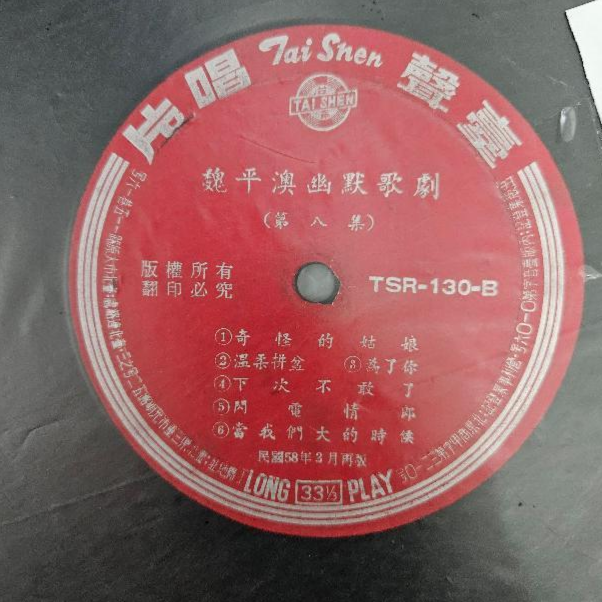 Tai Shen
臺聲唱片
TAI SHEN
魏平澳幽默歌劇
(第八集)
版權所有
翻印必究
TSR-130-B
①奇怪的姑娘
②溫柔拼盆 ③為了你
④下次不敢了
⑤閃電情郎
⑥當我們大的時候
民國58年3月再版
LONG 33⅓ PLAY